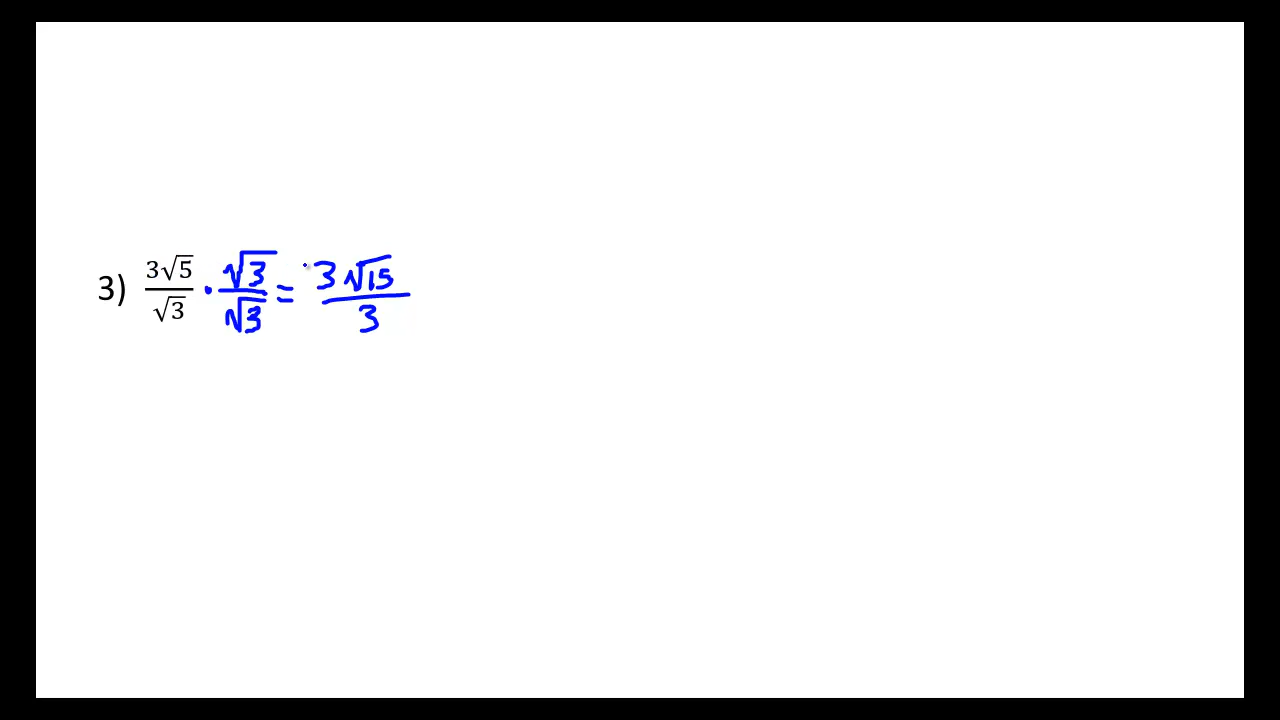 3) 3√5/√3 · √3/√3 = 3√15/3